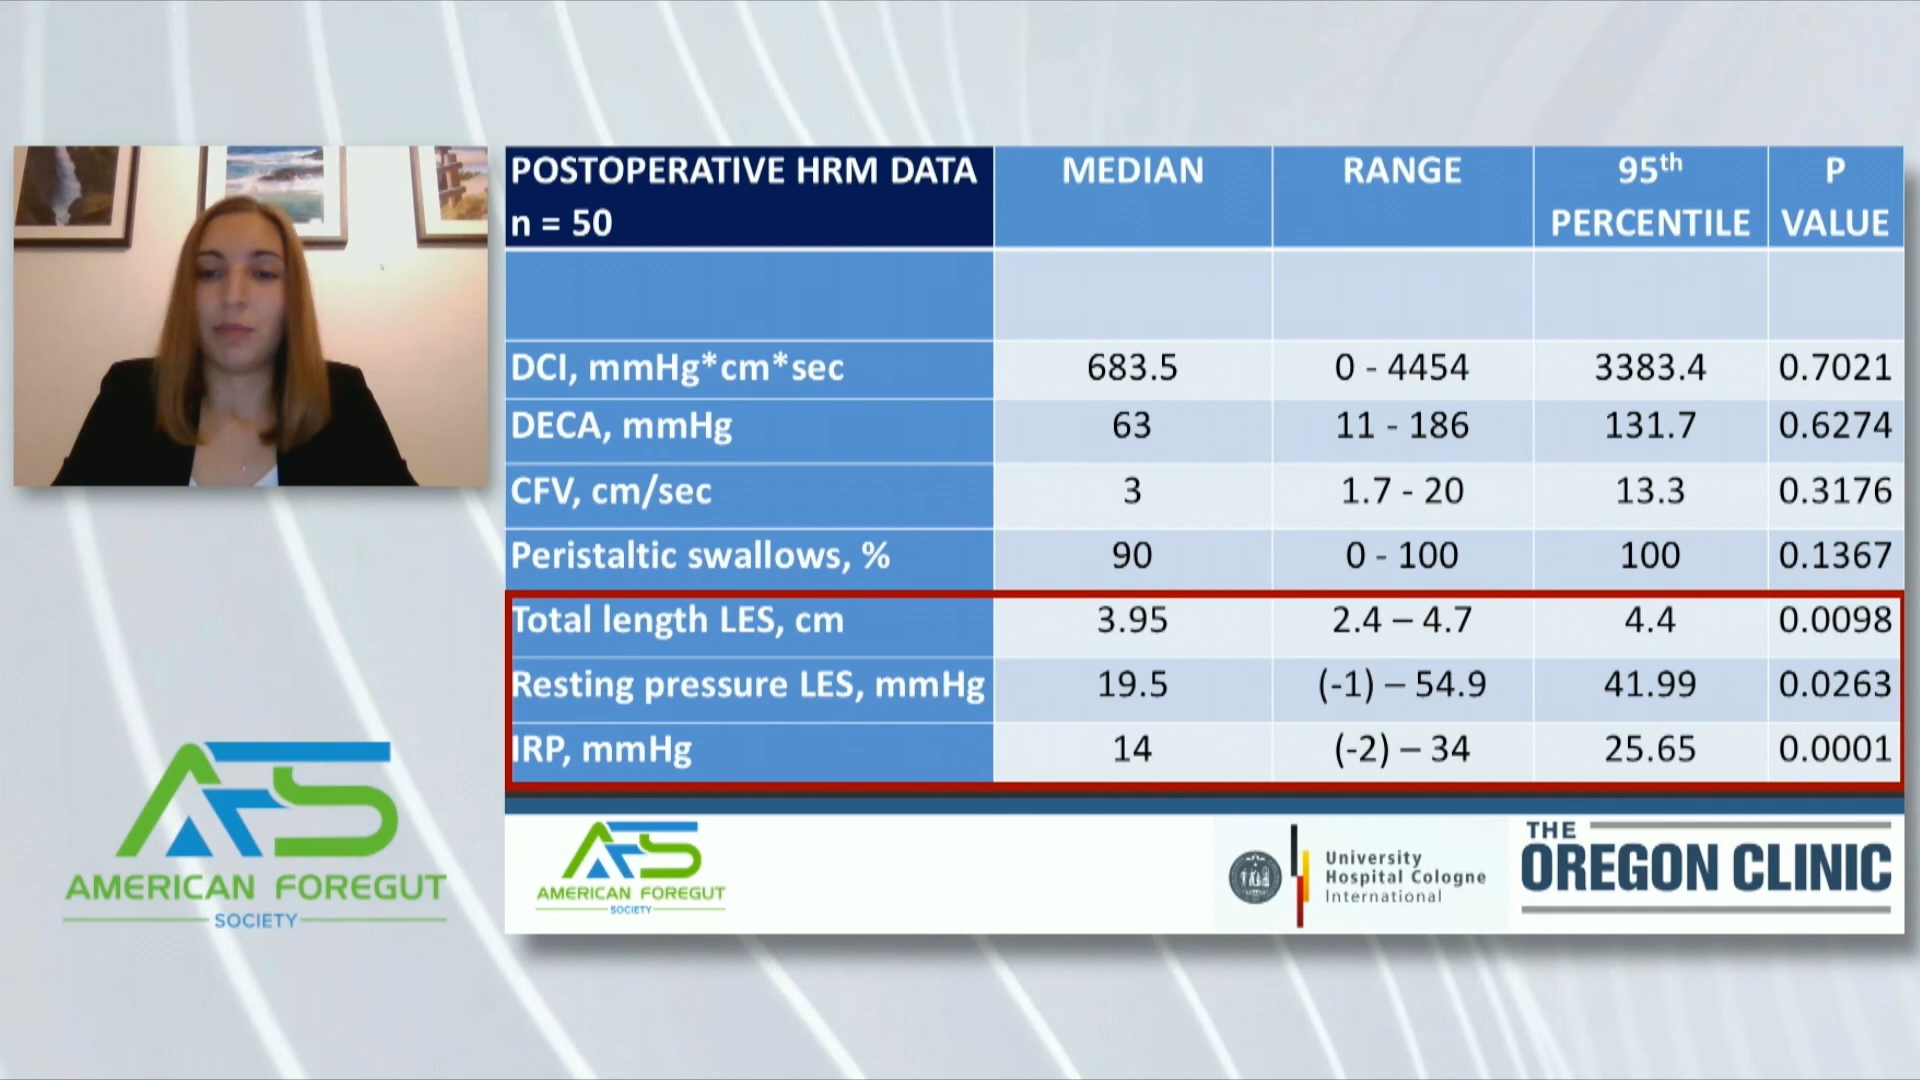 POSTOPERATIVE HRM DATA n = 50 MEDIAN RANGE 95th PERCENTILE P VALUE
DCI, mmHg*cm*sec 683.5 0 - 4454 3383.4 0.7021
DECA, mmHg 63 11 - 186 131.7 0.6274
CFV, cm/sec 3 1.7 - 20 13.3 0.3176
Peristaltic swallows, % 90 0 - 100 100 0.1367
Total length LES, cm 3.95 2.4 – 4.7 4.4 0.0098
Resting pressure LES, mmHg 19.5 (-1) – 54.9 41.99 0.0263
IRP, mmHg 14 (-2) – 34 25.65 0.0001
AFS
AMERICAN FOREGUT
SOCIETY
AFS
AMERICAN FOREGUT
SOCIETY
University
Hospital Cologne
International
THE
OREGON CLINIC